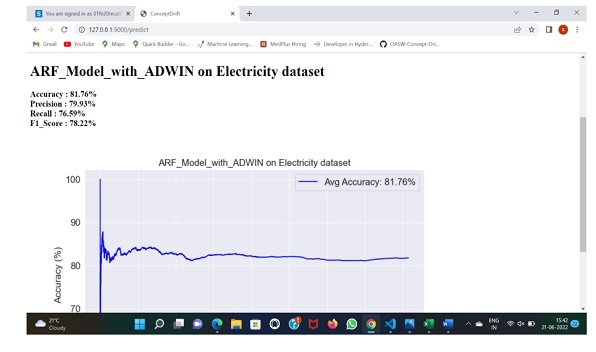 You are signed in as 01fe20mcs0
ConceptDrift
127.0.0.1:5000/predict
Gmail
YouTube
Maps
Quick Builder – Go...
Machine Learning...
MedPlus Hiring
Developer in Hyder...
OASW-Concept-Dri...
ARF_Model_with_ADWIN on Electricity dataset
Accuracy : 81.76%
Precision : 79.93%
Recall : 76.59%
F1_Score : 78.22%
ARF_Model_with_ADWIN on Electricity dataset
Avg Accuracy: 81.76%
100
90
80
70
Accuracy (%)
21°C
Cloudy
ENG
IN
15:42
21-06-2022